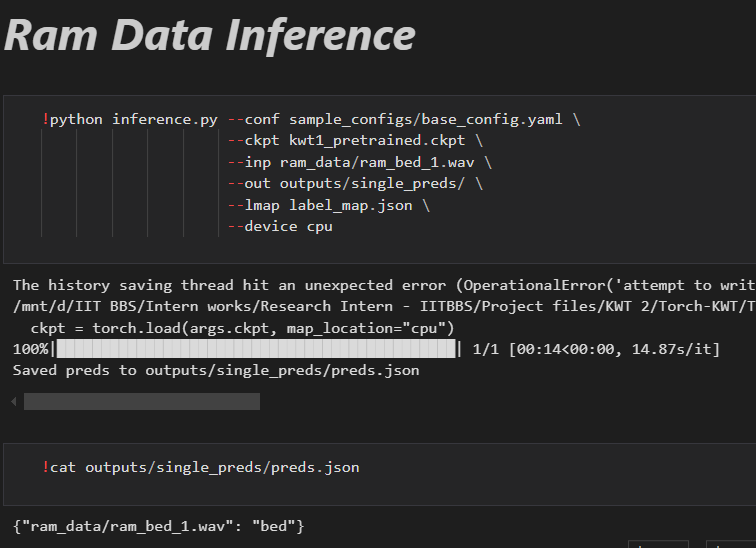 Ram Data Inference
!python inference.py --conf sample_configs/base_config.yaml \
--ckpt kwt1_pretrained.ckpt \
--inp ram_data/ram_bed_1.wav \
--out outputs/single_preds/ \
--lmap label_map.json \
--device cpu
The history saving thread hit an unexpected error (OperationalError('attempt to writ
/mnt/d/IIT BBS/Intern works/Research Intern - IITBBS/Project files/KWT 2/Torch-KWT/T
ckpt = torch.load(args.ckpt, map_location="cpu")
100%|██████████████████████████████████████████| 1/1 [00:14<00:00, 14.87s/it]
Saved preds to outputs/single_preds/preds.json
!cat outputs/single_preds/preds.json
{"ram_data/ram_bed_1.wav": "bed"}